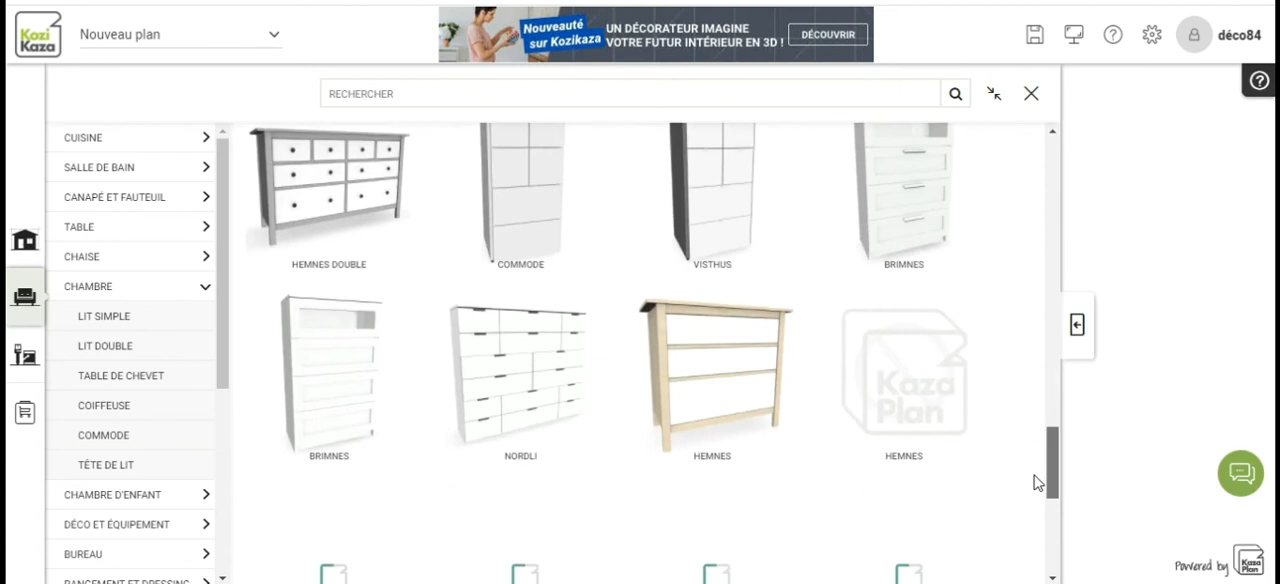 Kozi
Kaza
Nouveau plan
Nouveauté
sur Kozikaza
UN DÉCORATEUR IMAGINE
VOTRE FUTUR INTÉRIEUR EN 3D !
DÉCOUVRIR
déco84
RECHERCHER
CUISINE
SALLE DE BAIN
CANAPÉ ET FAUTEUIL
TABLE
CHAISE
CHAMBRE
LIT SIMPLE
LIT DOUBLE
TABLE DE CHEVET
COIFFEUSE
COMMODE
TÊTE DE LIT
CHAMBRE D'ENFANT
DÉCO ET ÉQUIPEMENT
BUREAU
RANGEMENT ET DRESSING
HEMNES DOUBLE
COMMODE
VISTHUS
BRIMNES
Kaza
Plan
BRIMNES
NORDLI
HEMNES
HEMNES
Powered by
Kaza
Plan